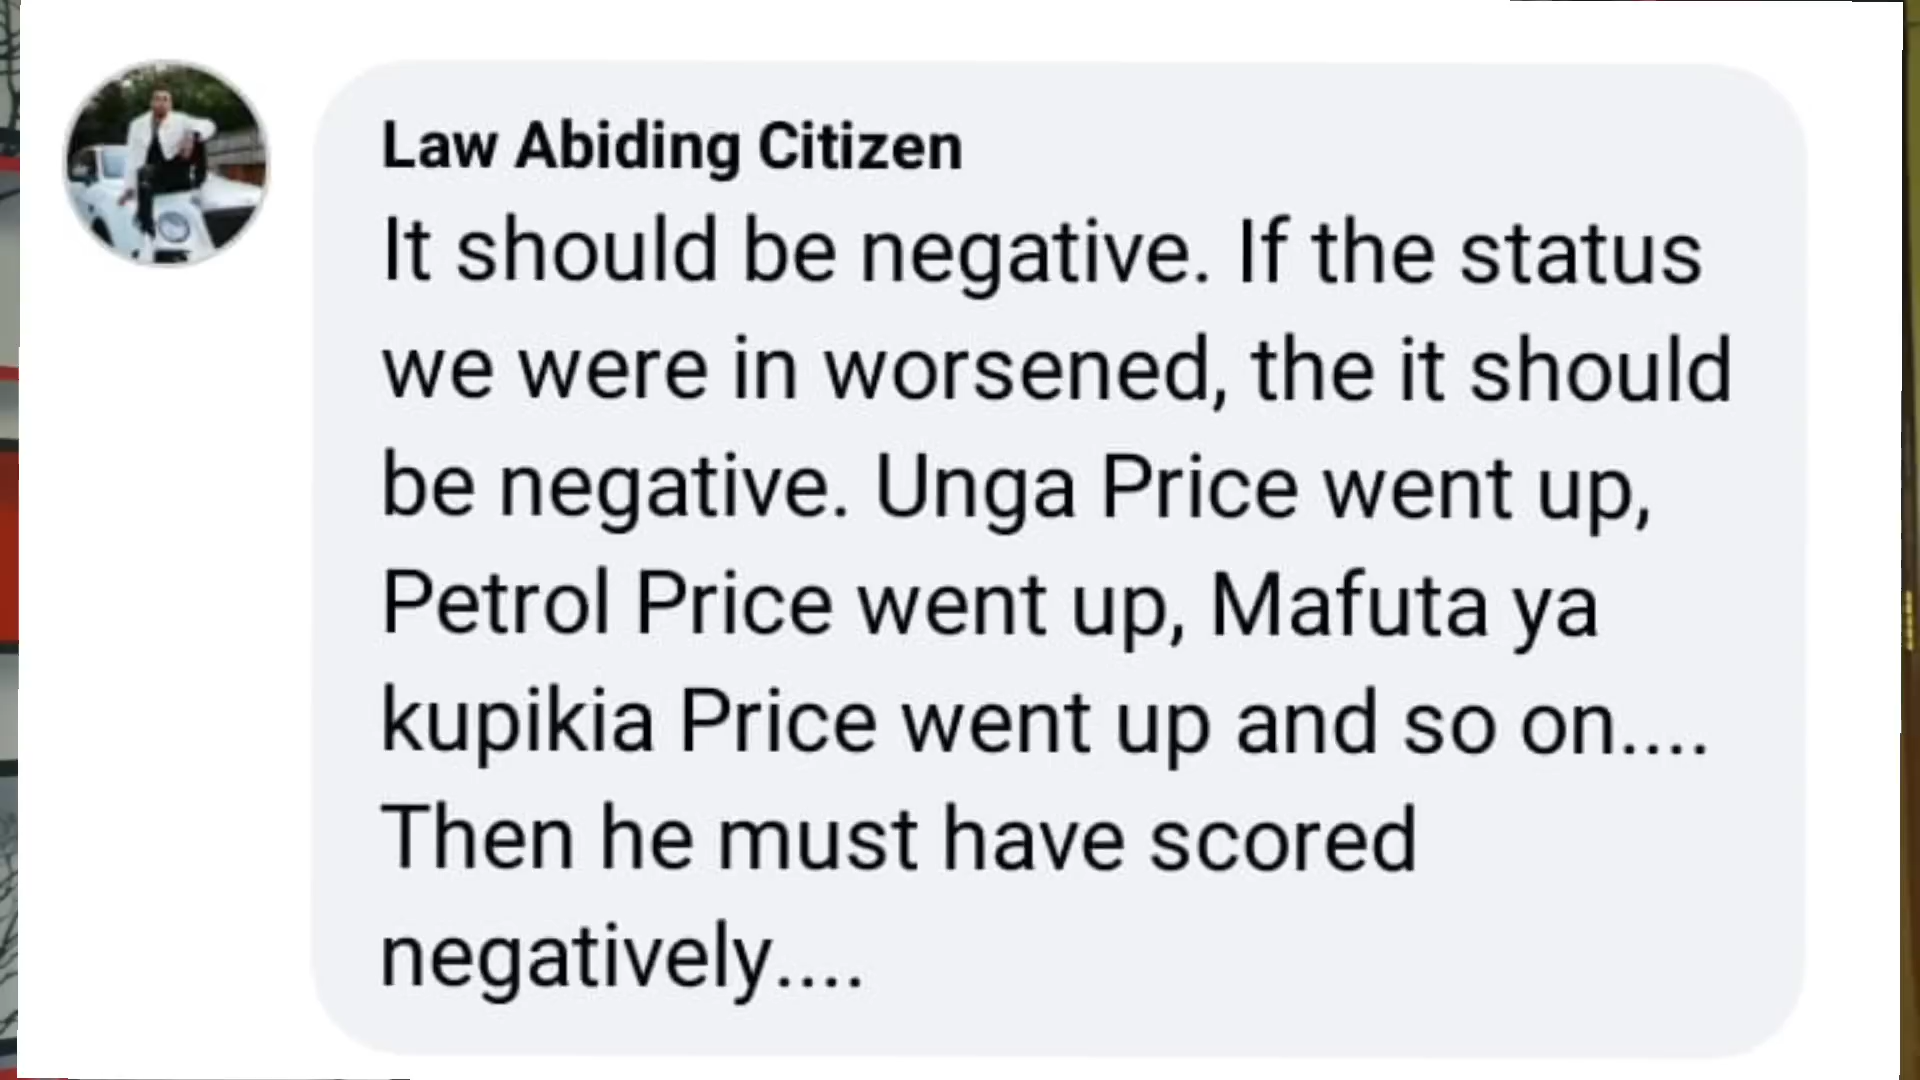 Law Abiding Citizen
It should be negative. If the status
we were in worsened, the it should
be negative. Unga Price went up,
Petrol Price went up, Mafuta ya
kupikia Price went up and so on....
Then he must have scored
negatively....